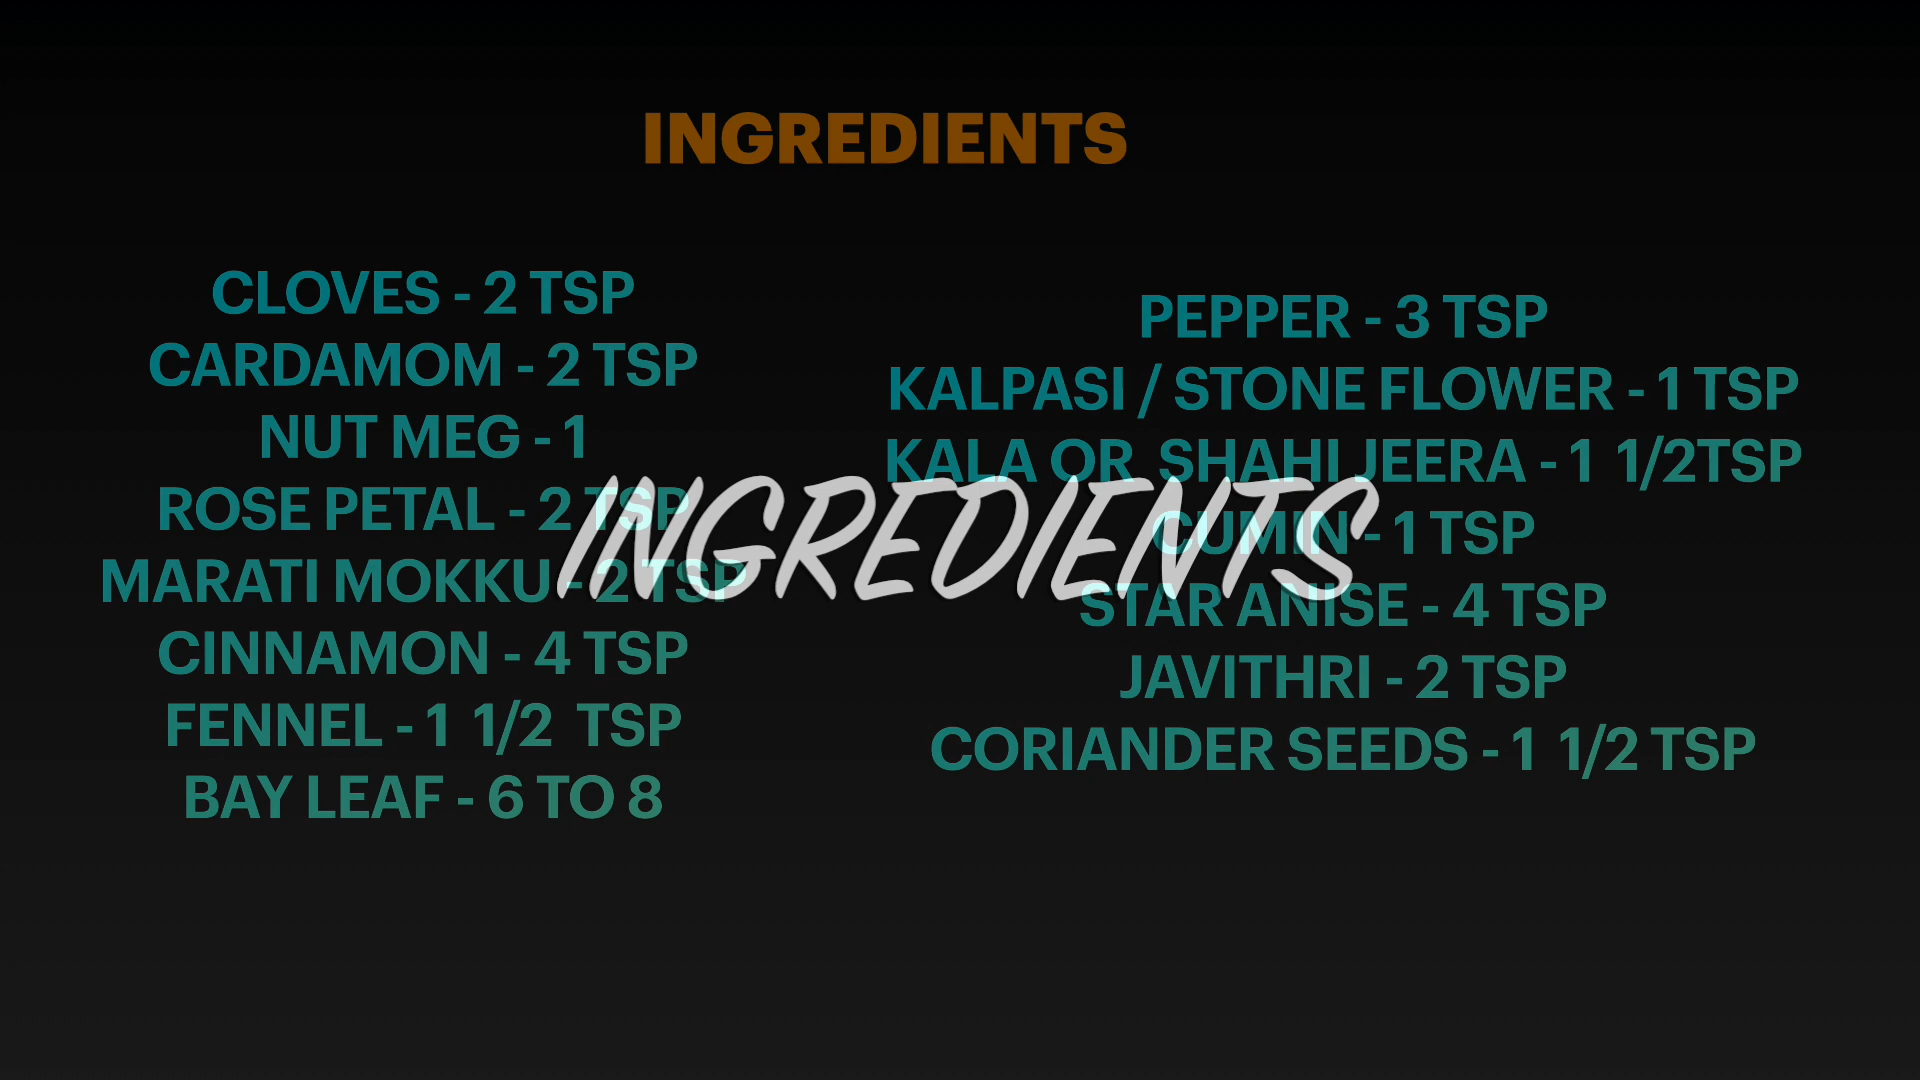 INGREDIENTS
CLOVES - 2 TSP
CARDAMOM - 2 TSP
NUT MEG - 1
ROSE PETAL - 2 TSP
MARATI MOKKU - 2 TSP
CINNAMON - 4 TSP
FENNEL - 1 1/2 TSP
BAY LEAF - 6 TO 8
INGREDIENTS
PEPPER - 3 TSP
KALPASI / STONE FLOWER - 1 TSP
KALA OR SHAHI JEERA - 1 1/2TSP
CUMIN - 1 TSP
STAR ANISE - 4 TSP
JAVITHRI - 2 TSP
CORIANDER SEEDS - 1 1/2 TSP